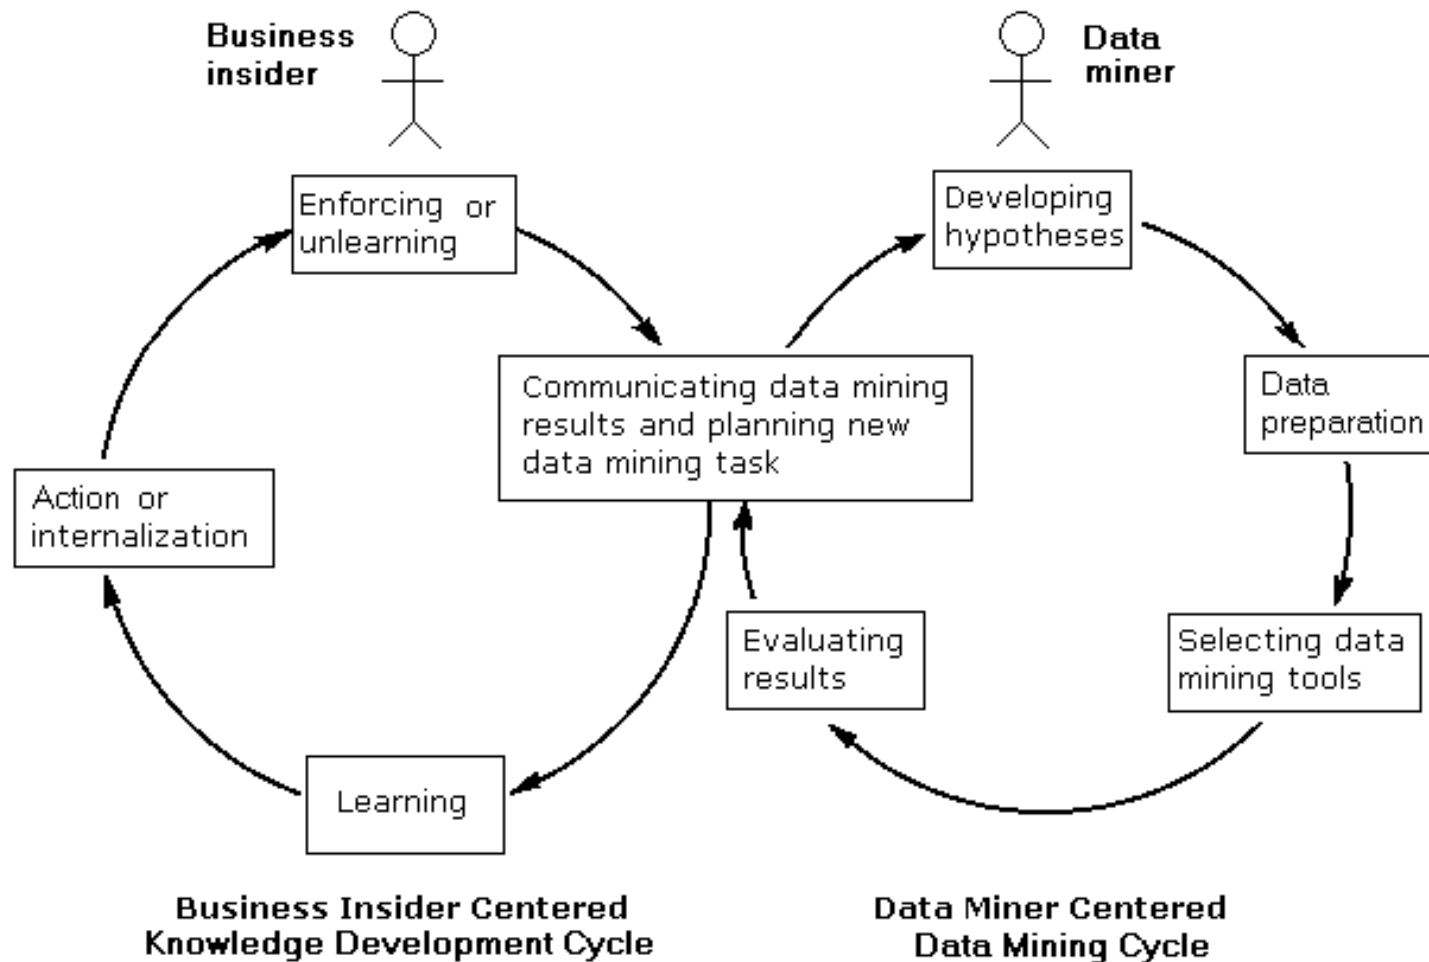 Business
insider
Data
miner
Enforcing or
unlearning
Developing
hypotheses
Communicating data mining
results and planning new
data mining task
Data
preparation
Action or
internalization
Evaluating
results
Selecting data
mining tools
Learning
Business Insider Centered
Knowledge Development Cycle
Data Miner Centered
Data Mining Cycle